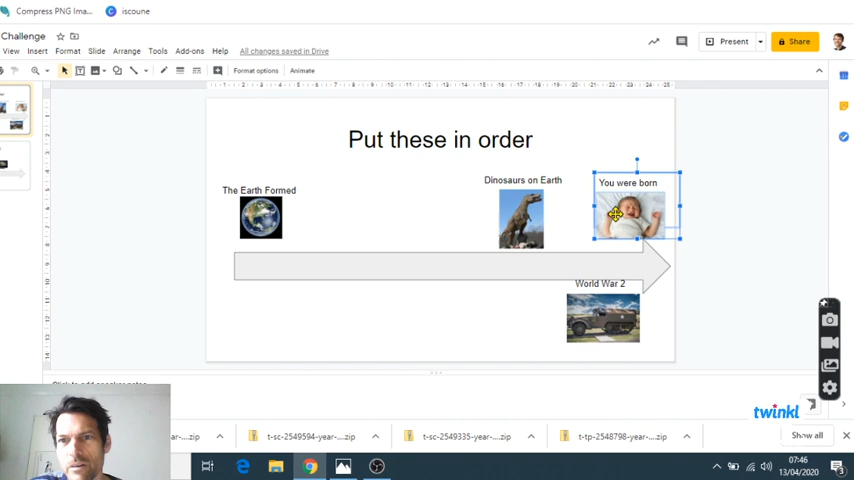 Compress PNG Ima...
iscoune
Challenge
View Insert Format Slide Arrange Tools Add-ons Help All changes saved in Drive
Present
Share
Format options Animate
Put these in order
The Earth Formed
Dinosaurs on Earth
You were born
World War 2
twinkl
-year-....zip
t-sc-2549594-year-....zip
t-sc-2549335-year-....zip
t-tp-2548798-year-....zip
Show all
07:46
13/04/2020
3